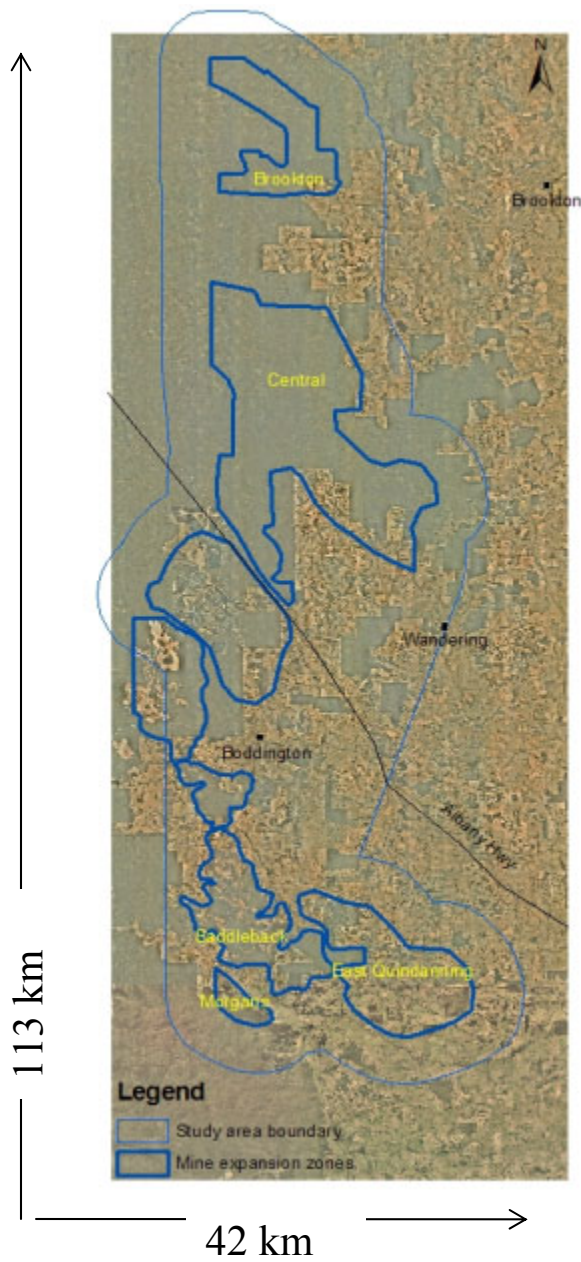 N
Brookton
Brookton
Central
Wandering
Boddington
Albany Hwy
Saddleback
East Quindanning
Morgans
113 km
Legend
Study area boundary
Mine expansion zones
42 km